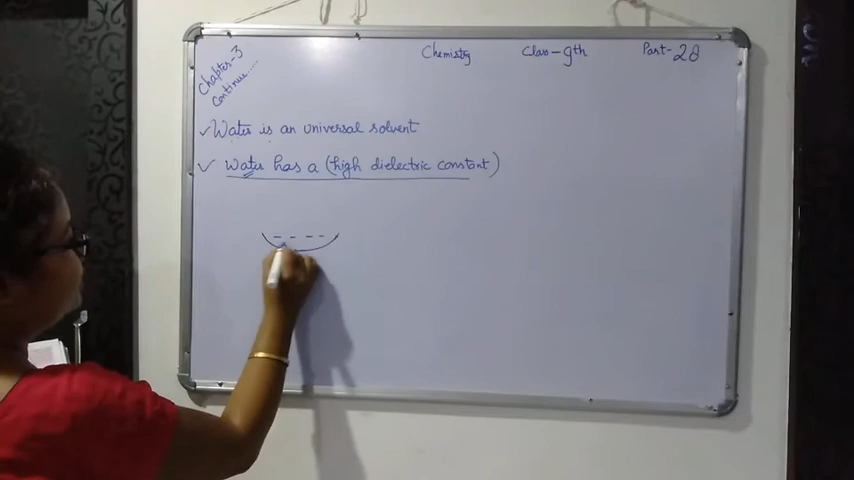 Chapter-3
continue....
Chemistry Class-9th Part-28
✓Water is an universal solvent
✓ Water has a (high dielectric constant)